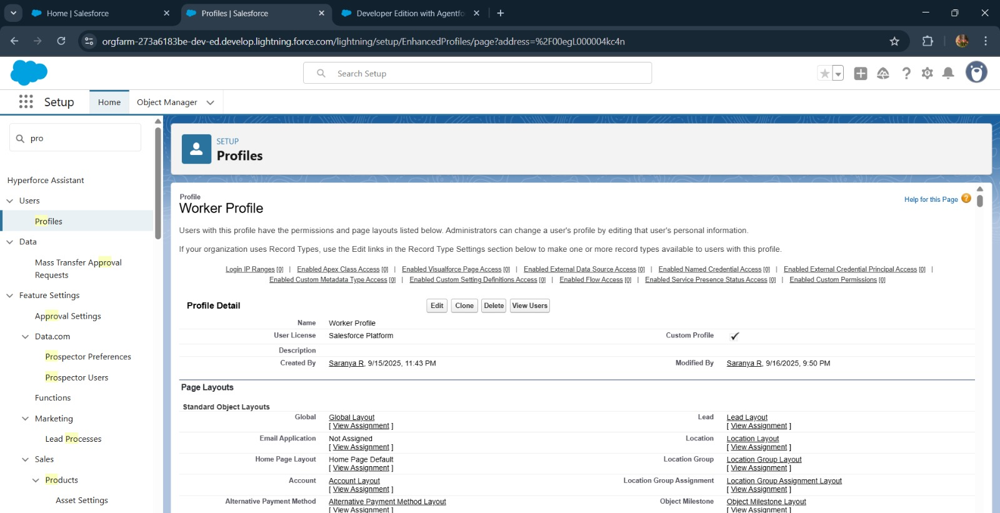 Home | Salesforce
Profiles | Salesforce
Developer Edition with Agentfo
orgfarm-273a6183be-dev-ed.develop.lightning.force.com/lightning/setup/EnhancedProfiles/page?address=%2F00egL000004kc4n
Search Setup
Setup
Home
Object Manager
pro
Hyperforce Assistant
Users
Profiles
Data
Mass Transfer Approval
Requests
Feature Settings
Approval Settings
Data.com
Prospector Preferences
Prospector Users
Functions
Marketing
Lead Processes
Sales
Products
Asset Settings
SETUP
Profiles
Profile
Worker Profile
Help for this Page ?
Users with this profile have the permissions and page layouts listed below. Administrators can change a user's profile by editing that user's personal information.
If your organization uses Record Types, use the Edit links in the Record Type Settings section below to make one or more record types available to users with this profile.
Login IP Ranges [0] | Enabled Apex Class Access [0] | Enabled Visualforce Page Access [0] | Enabled External Data Source Access [0] | Enabled Named Credential Access [0] | Enabled External Credential Principal Access [0] |
Enabled Custom Metadata Type Access [0] | Enabled Custom Setting Definitions Access [0] | Enabled Flow Access [0] | Enabled Service Presence Status Access [0] | Enabled Custom Permissions [0]
Profile Detail Edit Clone Delete View Users
Name Worker Profile
User License Salesforce Platform Custom Profile ✓
Description
Created By Saranya R, 9/15/2025, 11:43 PM Modified By Saranya R, 9/16/2025, 9:50 PM
Page Layouts
Standard Object Layouts
Global Global Layout Lead Lead Layout
[ View Assignment ] [ View Assignment ]
Email Application Not Assigned Location Location Layout
[ View Assignment ] [ View Assignment ]
Home Page Layout Home Page Default Location Group Location Group Layout
[ View Assignment ] [ View Assignment ]
Account Account Layout Location Group Assignment Location Group Assignment Layout
[ View Assignment ] [ View Assignment ]
Alternative Payment Method Alternative Payment Method Layout Object Milestone Object Milestone Layout
[ View Assignment ] [ View Assignment ]